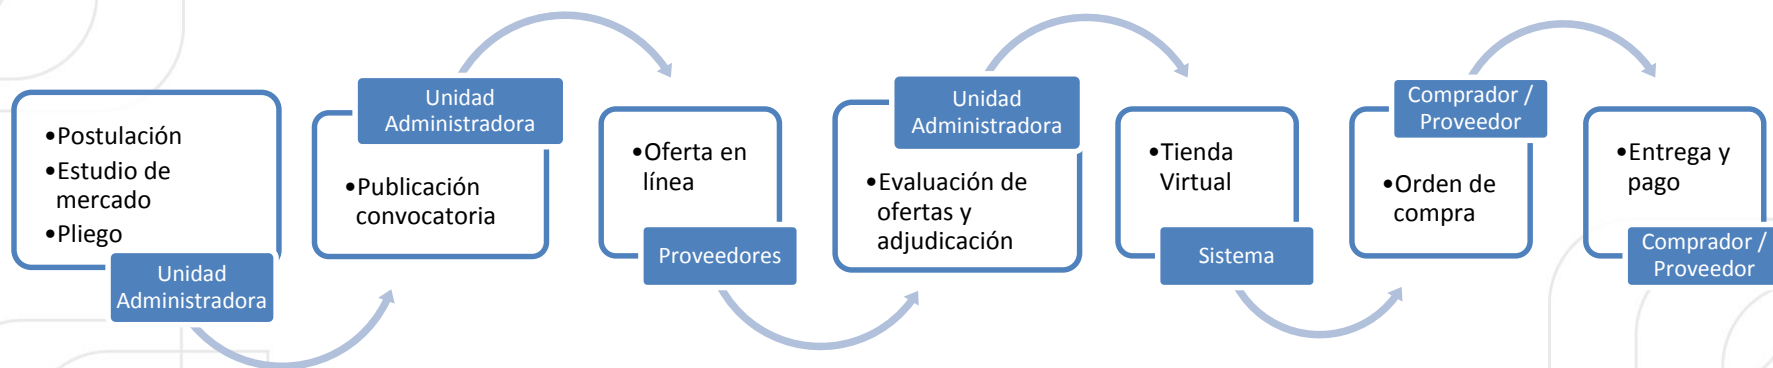 •Postulación
•Estudio de
mercado
•Pliego
Unidad
Administradora
Unidad
Administradora
•Publicación
convocatoria
•Oferta en
línea
Proveedores
Unidad
Administradora
•Evaluación de
ofertas y
adjudicación
•Tienda
Virtual
Sistema
Comprador /
Proveedor
•Orden de
compra
•Entrega y
pago
Comprador /
Proveedor